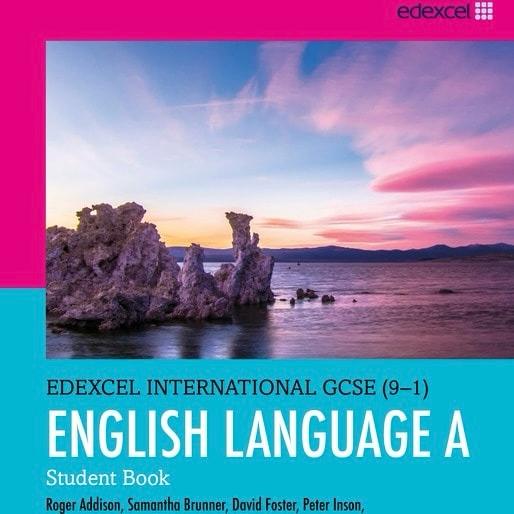 edexcel
EDEXCEL INTERNATIONAL GCSE (9–1)
ENGLISH LANGUAGE A
Student Book
Roger Addison, Samantha Brunner, David Foster, Peter Inson,